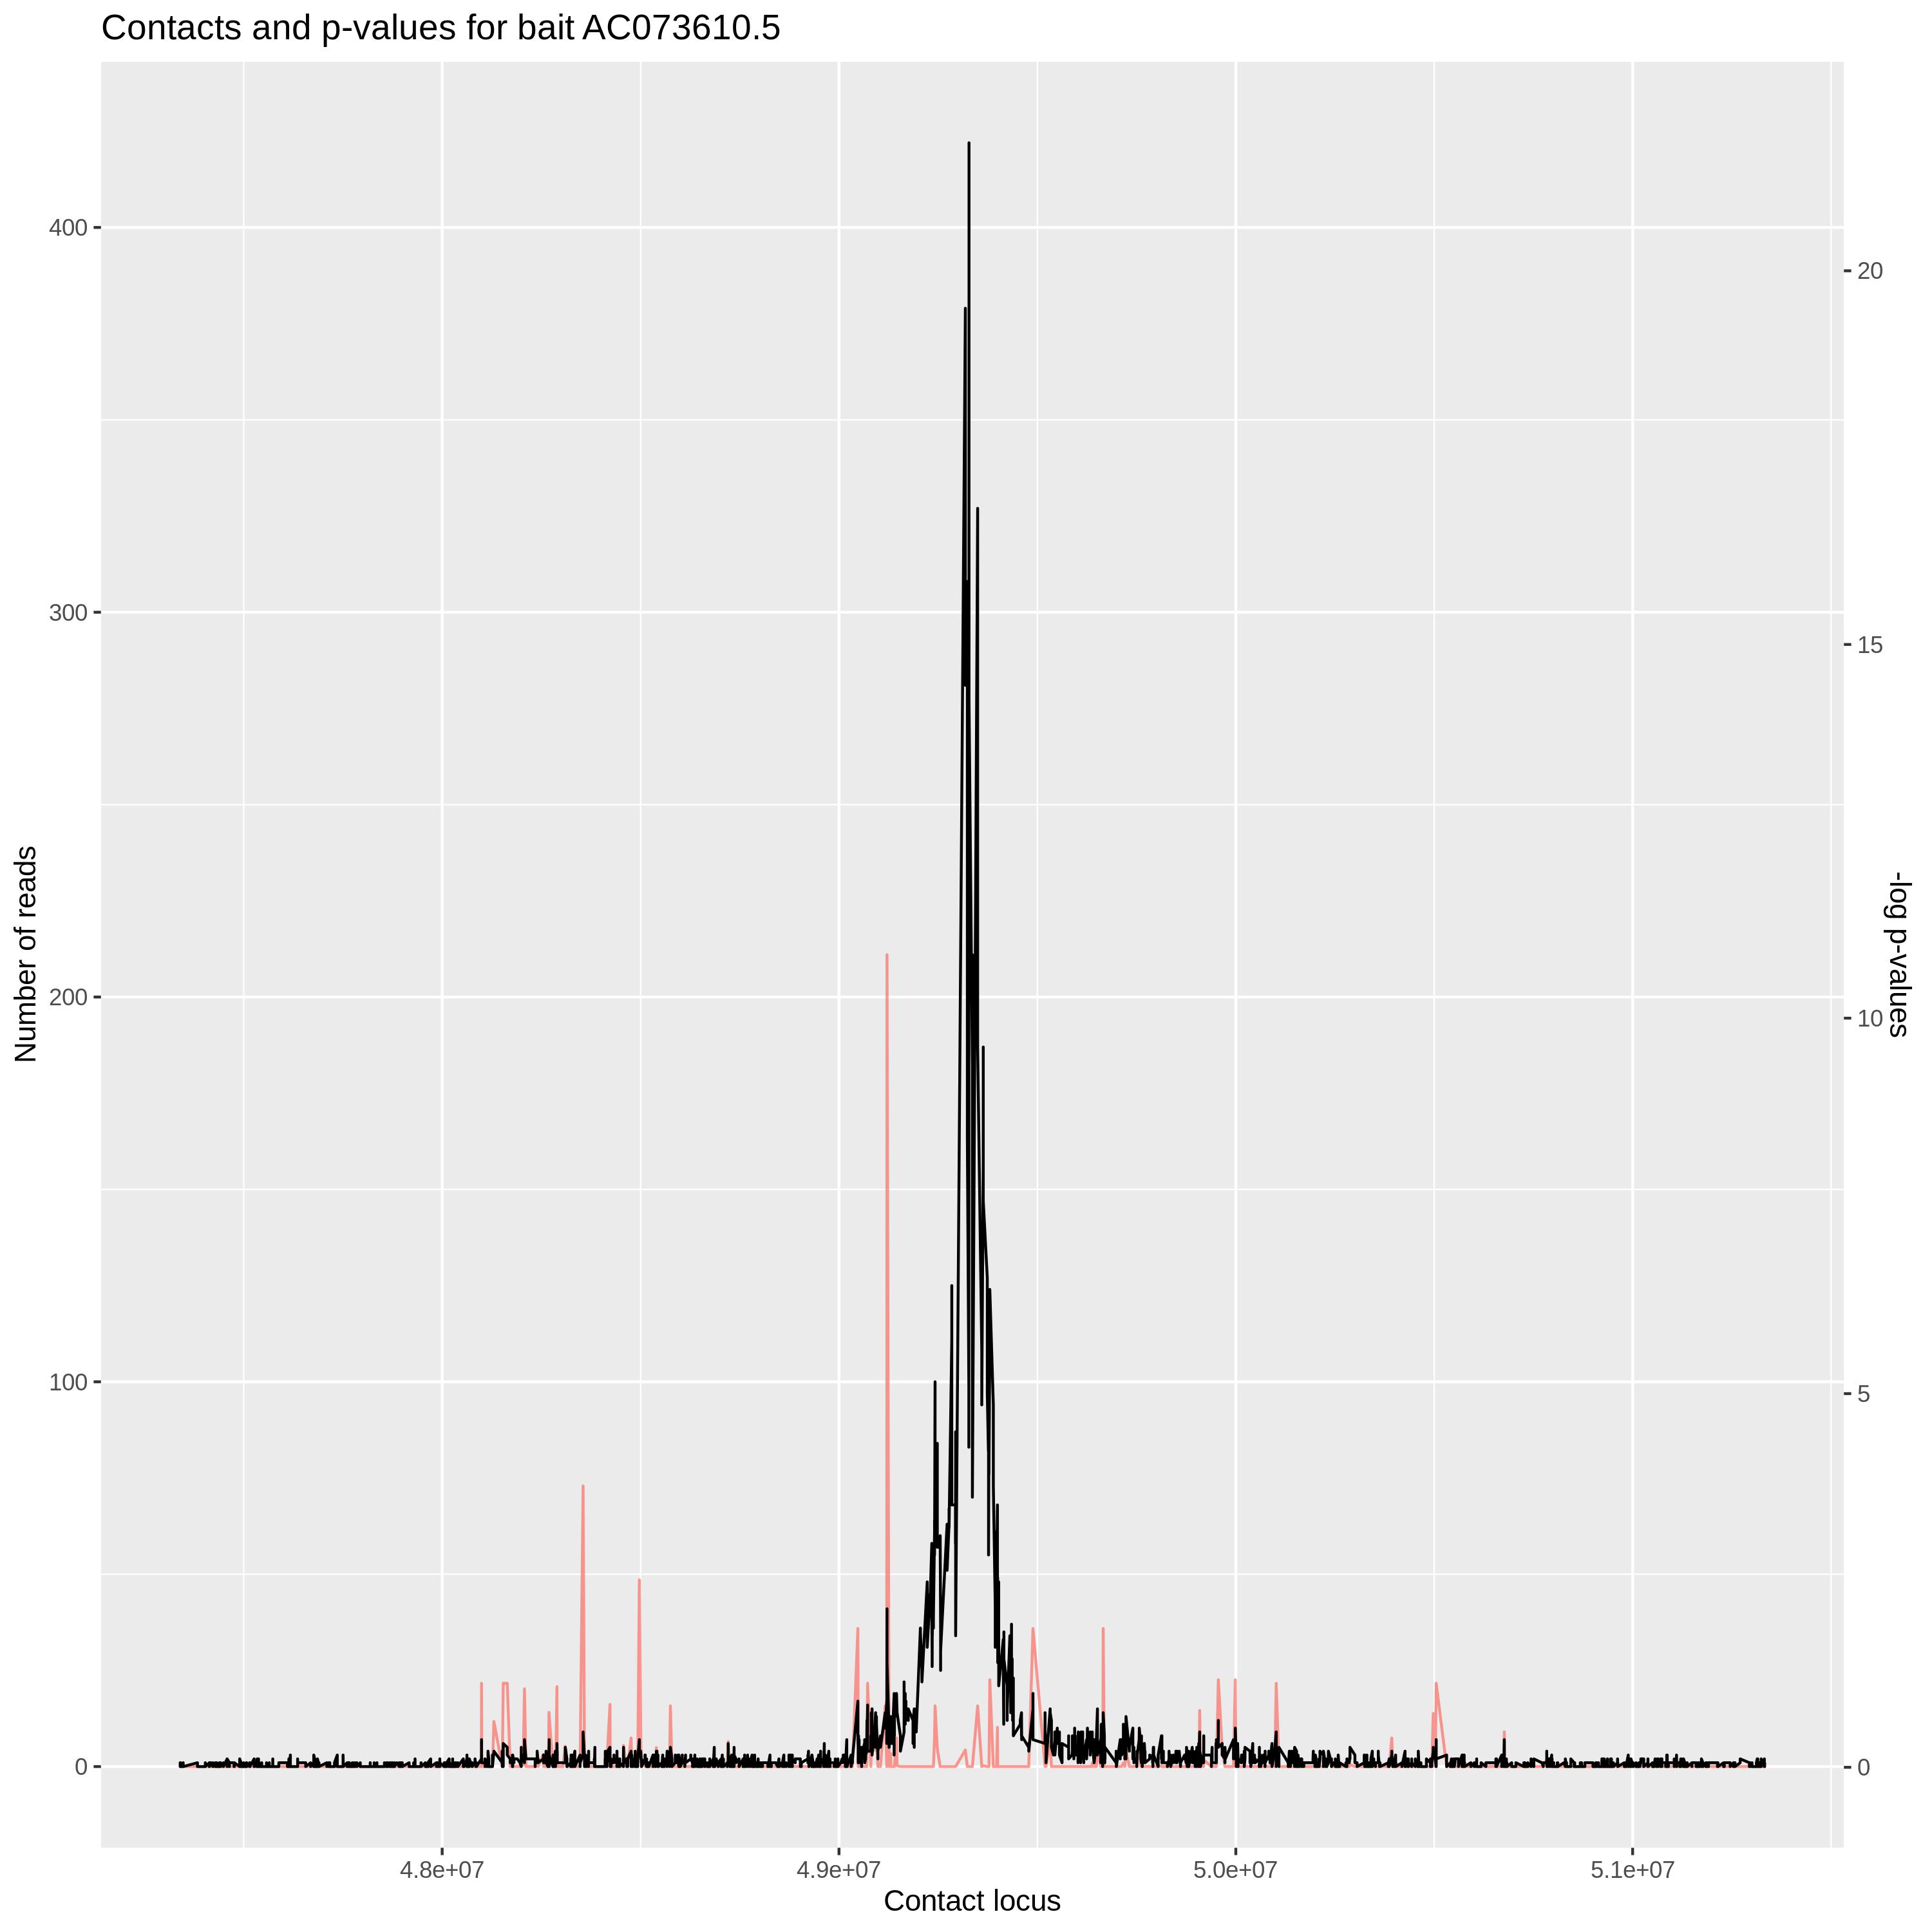 Contacts and p-values for bait AC073610.5
400
300
200
100
0
20
15
10
5
0
Number of reads
-log p-values
4.8e+07
4.9e+07
5.0e+07
5.1e+07
Contact locus